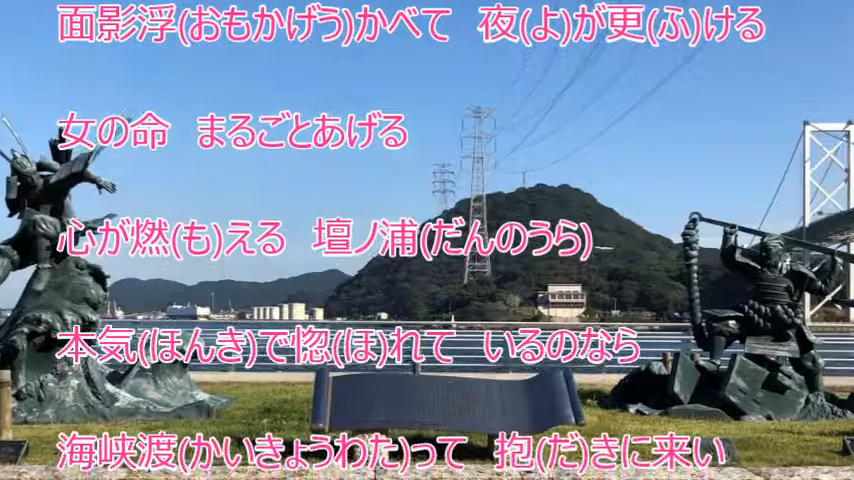 面影浮(おもかげう)かべて　夜(よ)が更(ふ)ける
女の命　まるごとあげる
心が燃(も)える　壇ノ浦(だんのうら)
本気(ほんき)で惚(ほ)れて　いるのなら
海峡渡(かいきょうわた)って　抱(だ)きに来い